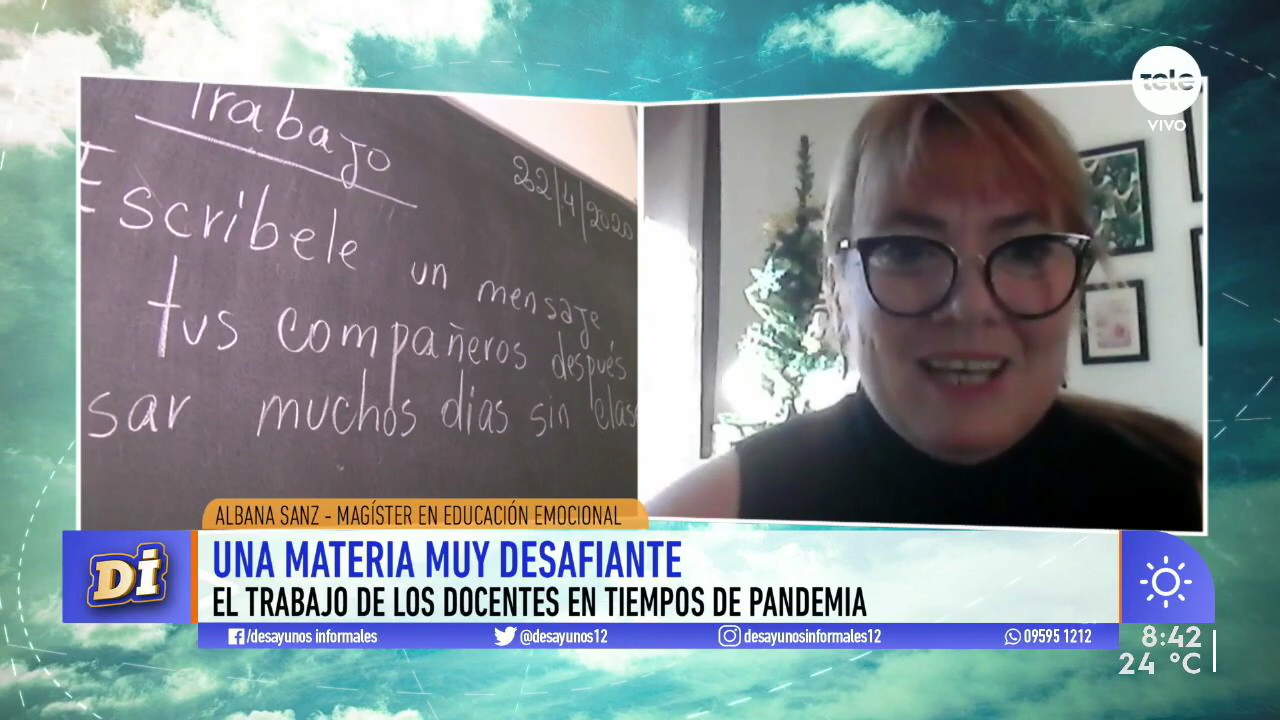 tele
VIVO
Trabajo
22/4/2020
Escribele un mensaje
tus compañeros después
sar muchos días sin clase
ALBANA SANZ - MAGÍSTER EN EDUCACIÓN EMOCIONAL
Di
UNA MATERIA MUY DESAFIANTE
EL TRABAJO DE LOS DOCENTES EN TIEMPOS DE PANDEMIA
/desayunos informales @desayunos12 desayunosinformales12 09595 1212
8:42
24 °C